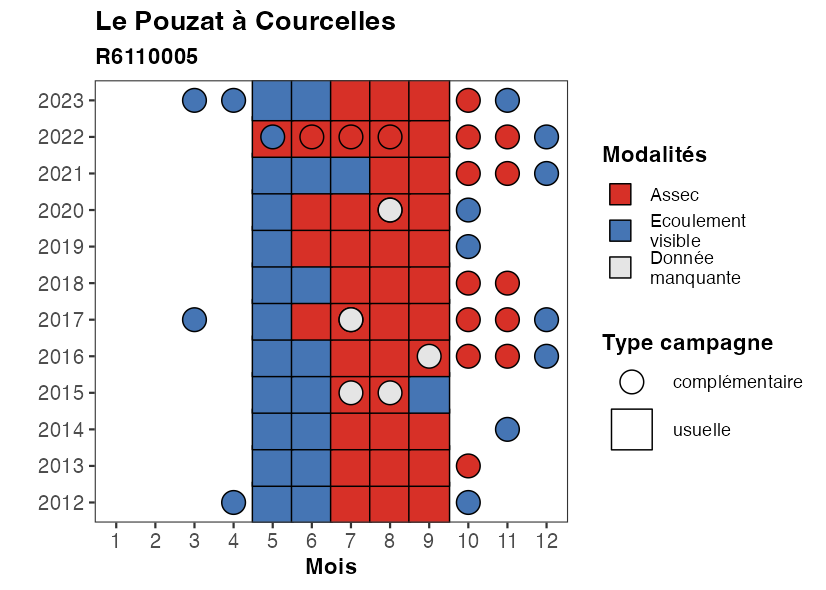 Le Pouzat à Courcelles
R6110005
2023
2022
2021
2020
2019
2018
2017
2016
2015
2014
2013
2012
1 2 3 4 5 6 7 8 9 10 11 12
Mois
Modalités
Assec
Ecoulement
visible
Donnée
manquante
Type campagne
complémentaire
usuelle